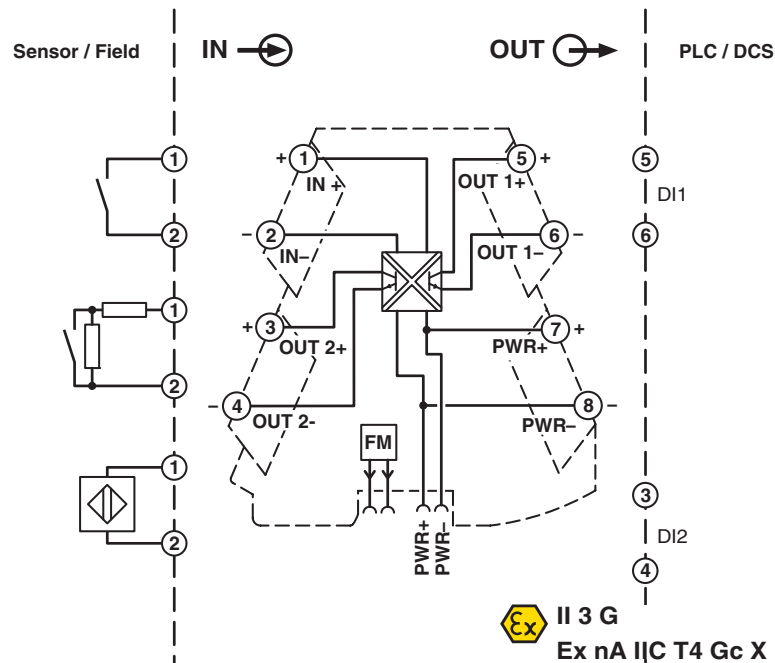 Sensor / Field
IN
OUT
PLC / DCS
1
+
1
IN +
5
+
OUT 1+
5
DI1
2
-
2
IN–
6
-
OUT 1–
6
1
+
3
OUT 2+
7
+
PWR+
2
-
4
OUT 2-
8
-
PWR–
FM
1
2
PWR+
PWR–
3
DI2
4
Ex
II 3 G
Ex nA IIC T4 Gc X